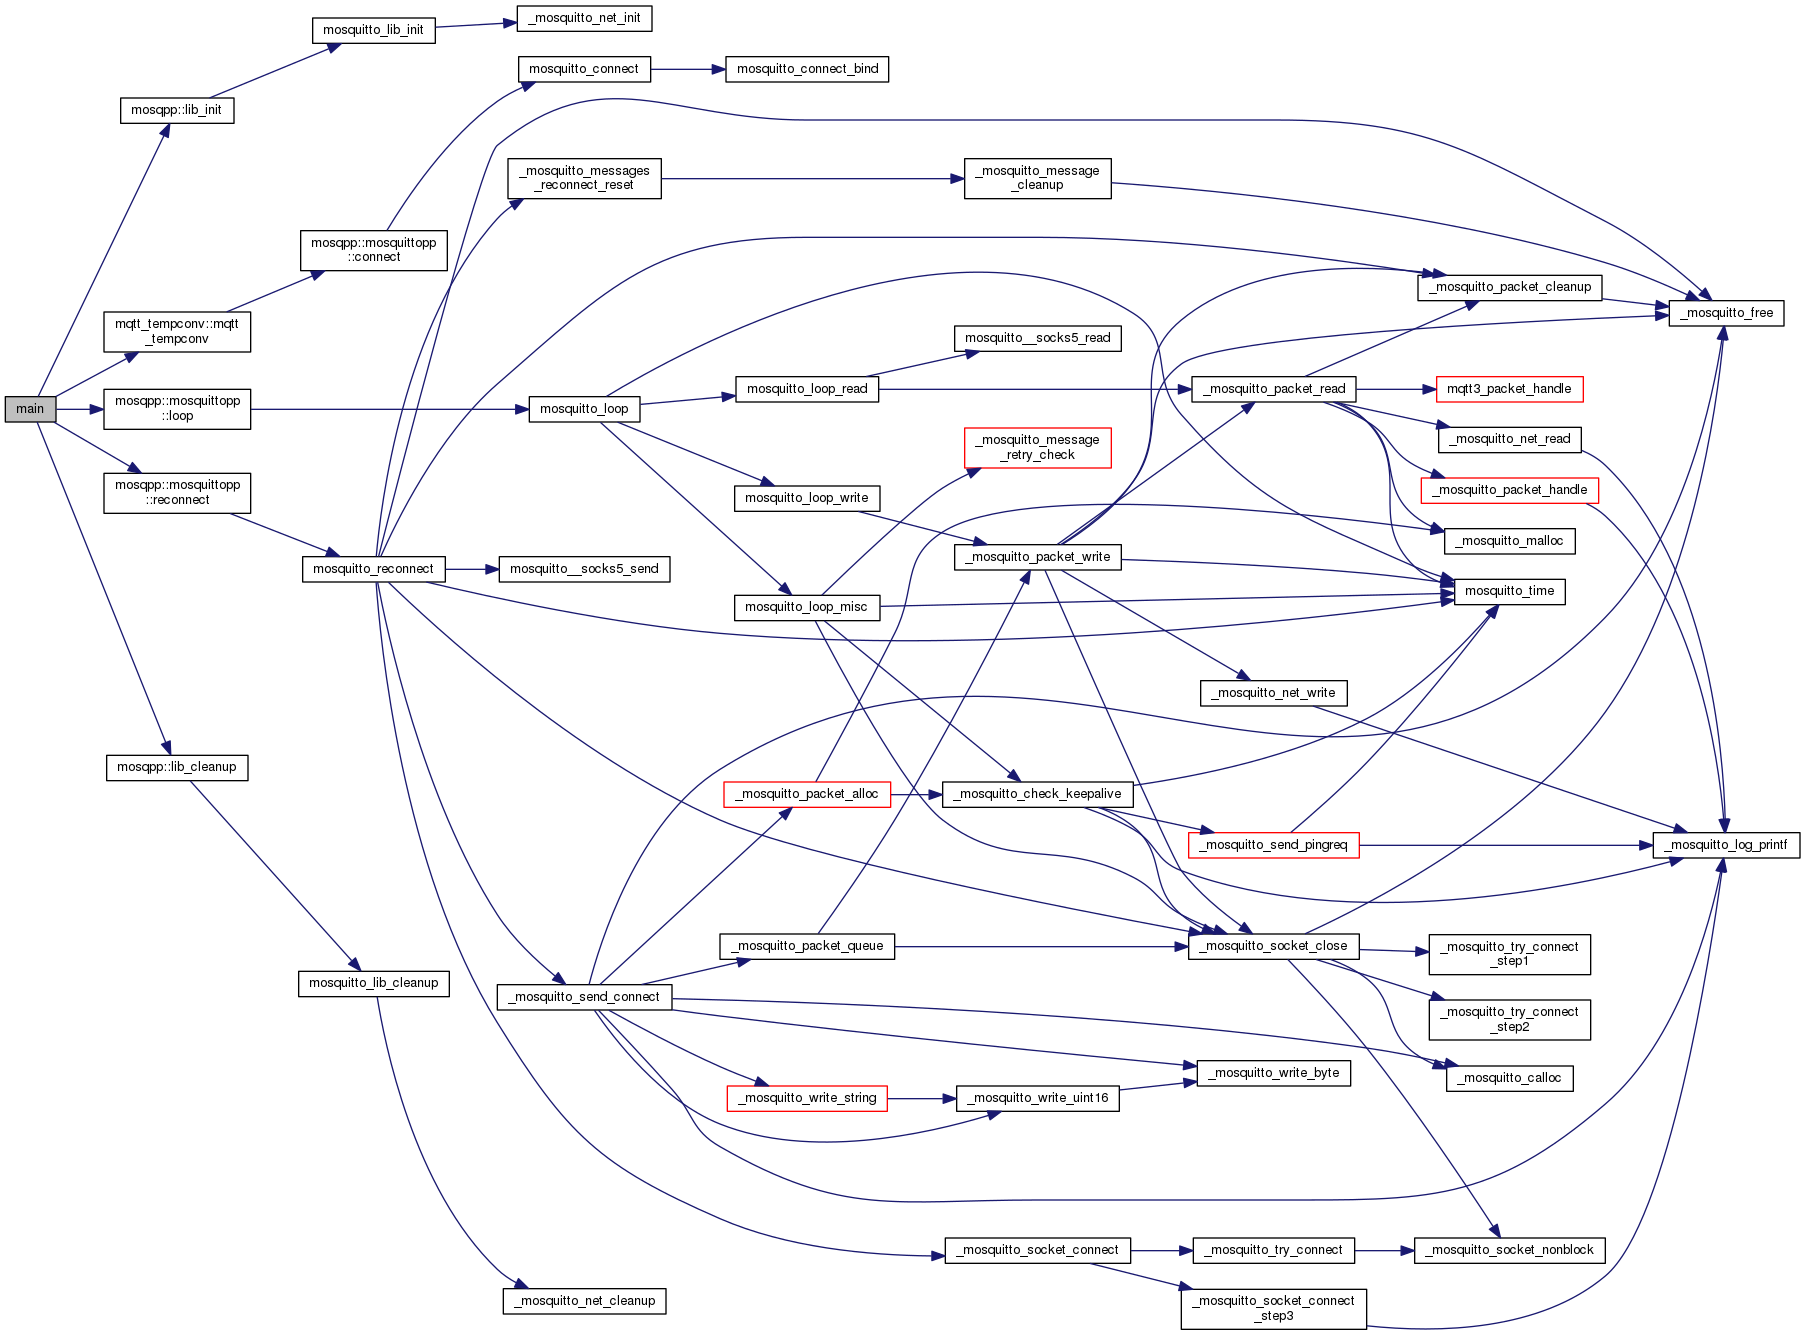 main
mosqpp::lib_init
mqtt_tempconv::mqtt
_tempconv
mosqpp::mosquittopp
::loop
mosqpp::mosquittopp
::reconnect
mosqpp::lib_cleanup
mosquitto_lib_init
mosqpp::mosquittopp
::connect
mosquitto_reconnect
mosquitto_lib_cleanup
_mosquitto_net_init
mosquitto_connect
_mosquitto_messages
_reconnect_reset
mosquitto_loop
mosquitto__socks5_send
_mosquitto_send_connect
_mosquitto_net_cleanup
mosquitto_connect_bind
mosquitto_loop_read
mosquitto_loop_write
mosquitto_loop_misc
_mosquitto_packet_alloc
_mosquitto_packet_queue
_mosquitto_write_string
_mosquitto_message
_cleanup
mosquitto__socks5_read
_mosquitto_message
_retry_check
_mosquitto_packet_write
_mosquitto_check_keepalive
_mosquitto_write_uint16
_mosquitto_socket_connect
_mosquitto_packet_read
_mosquitto_net_write
_mosquitto_send_pingreq
_mosquitto_socket_close
_mosquitto_write_byte
_mosquitto_try_connect
_mosquitto_socket_connect
_step3
_mosquitto_packet_cleanup
mqtt3_packet_handle
_mosquitto_net_read
_mosquitto_packet_handle
_mosquitto_malloc
mosquitto_time
_mosquitto_try_connect
_step1
_mosquitto_try_connect
_step2
_mosquitto_calloc
_mosquitto_socket_nonblock
_mosquitto_free
_mosquitto_log_printf